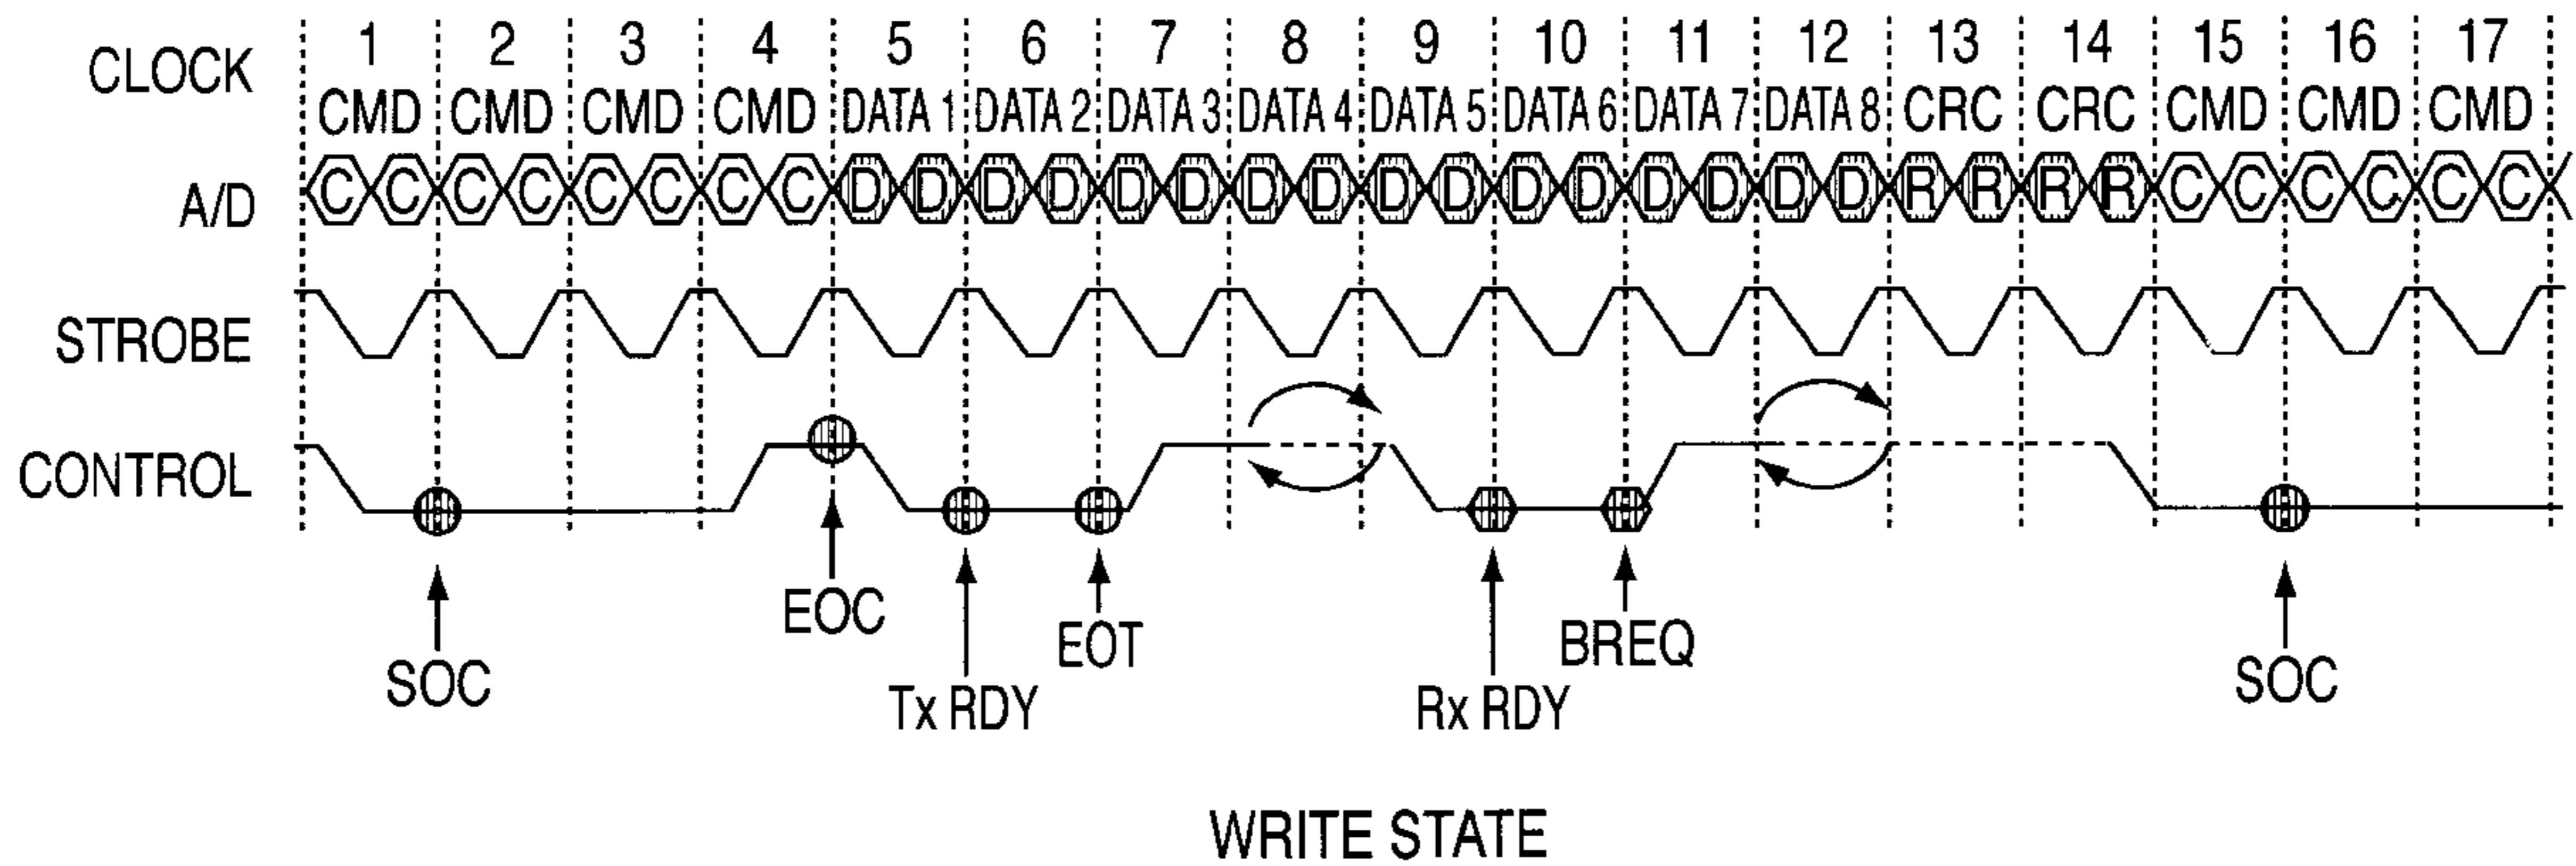 CLOCK 1 2 3 4 5 6 7 8 9 10 11 12 13 14 15 16 17
CMD CMD CMD CMD DATA 1 DATA 2 DATA 3 DATA 4 DATA 5 DATA 6 DATA 7 DATA 8 CRC CRC CMD CMD CMD
A/D C C C C C C C C D D D D D D D D D D D D D D D D R R R R C C C C C C
STROBE
CONTROL
EOC
SOC
Tx RDY
EOT
Rx RDY
BREQ
SOC
WRITE STATE